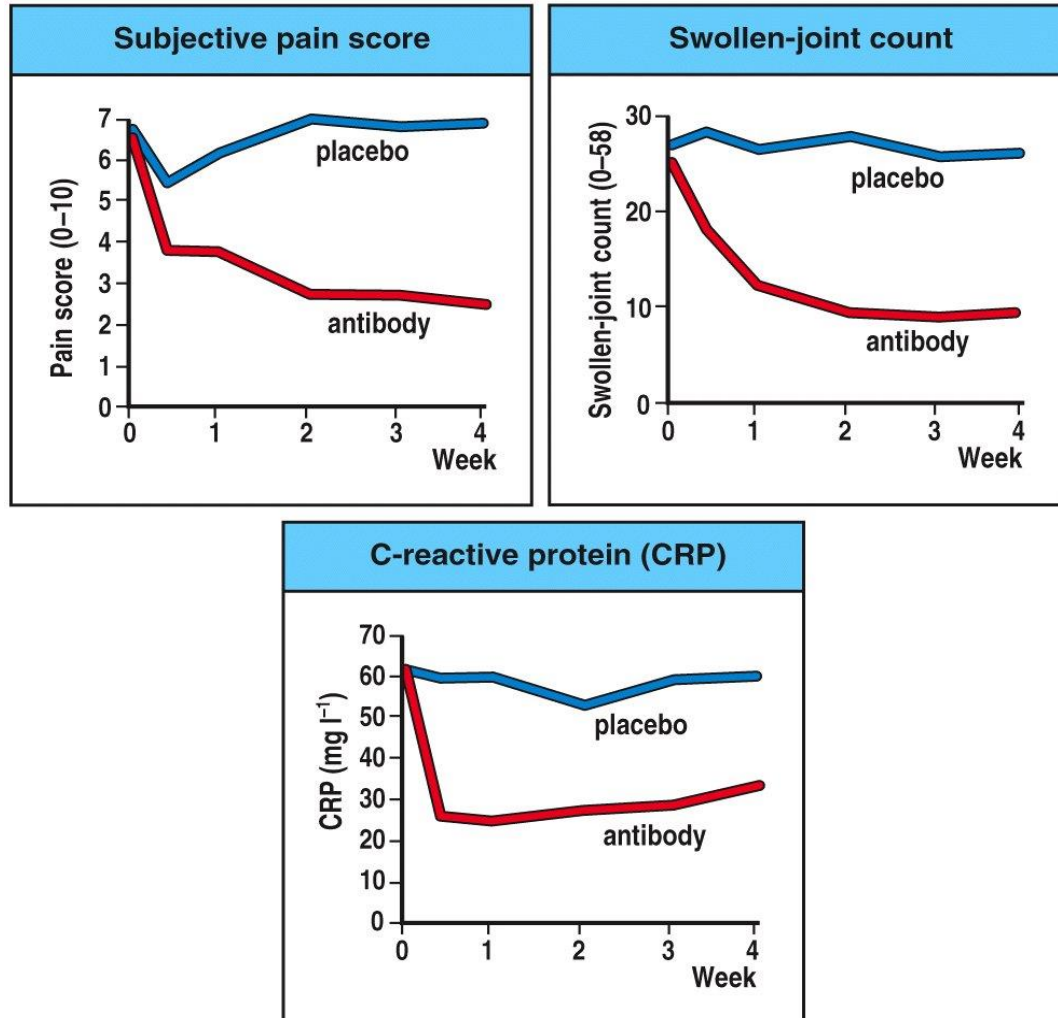 Subjective pain score
Pain score (0–10)
7
6
5
4
3
2
1
0
placebo
antibody
0 1 2 3 4
Week
Swollen-joint count
Swollen-joint count (0–58)
30
20
10
0
placebo
antibody
0 1 2 3 4
Week
C-reactive protein (CRP)
CRP (mg l⁻¹)
70
60
50
40
30
20
10
0
placebo
antibody
0 1 2 3 4
Week